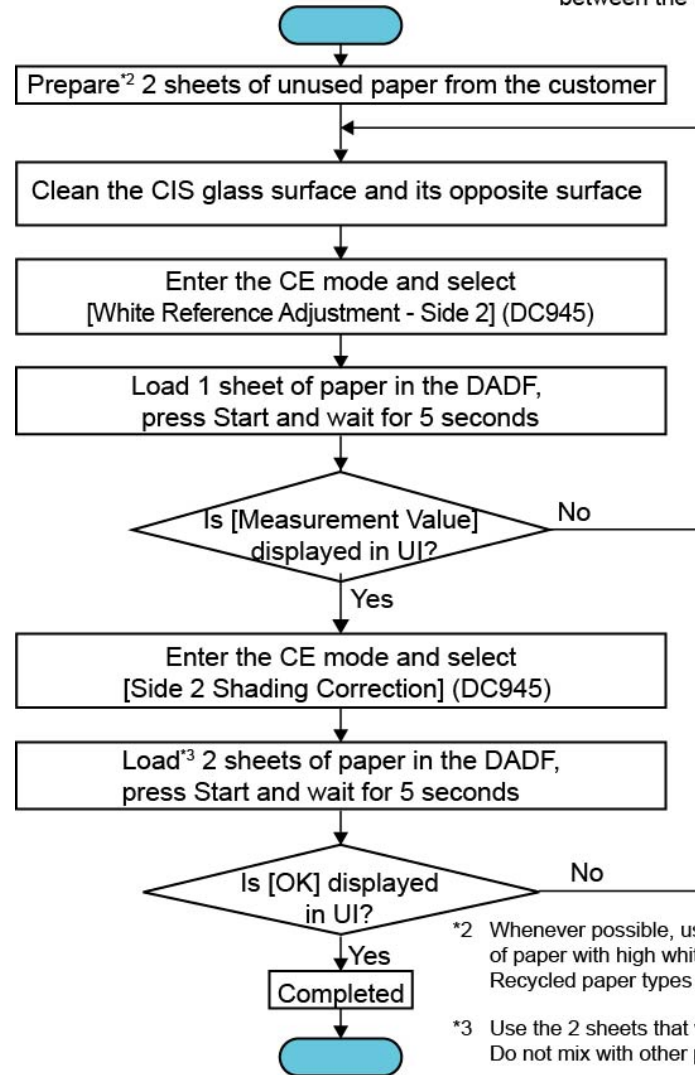 between the
Prepare*2 2 sheets of unused paper from the customer
Clean the CIS glass surface and its opposite surface
Enter the CE mode and select
[White Reference Adjustment - Side 2] (DC945)
Load 1 sheet of paper in the DADF,
press Start and wait for 5 seconds
Is [Measurement Value]
displayed in UI?
No
Yes
Enter the CE mode and select
[Side 2 Shading Correction] (DC945)
Load*3 2 sheets of paper in the DADF,
press Start and wait for 5 seconds
Is [OK] displayed
in UI?
No
Yes
Completed
*2 Whenever possible,
of paper with high
Recycled paper types
*3 Use the 2 sheets that
Do not mix with other